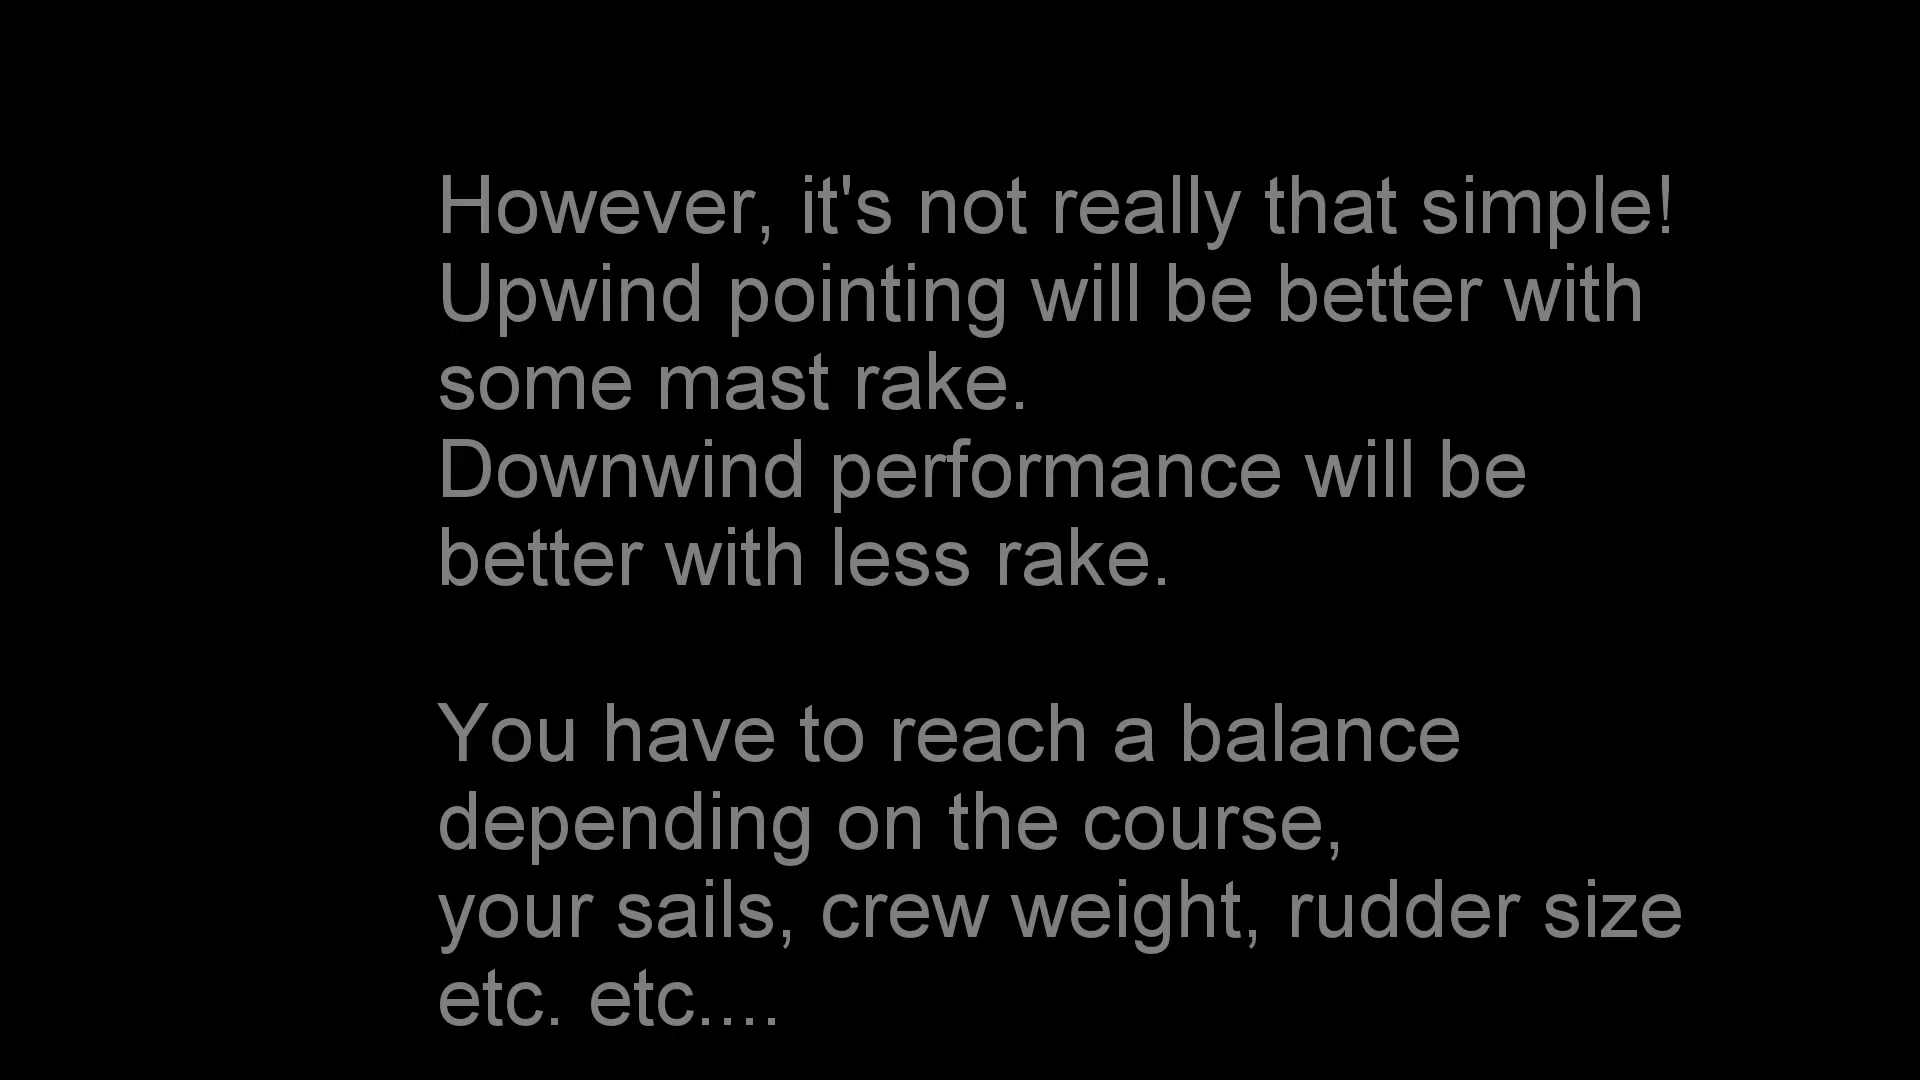 However, it's not really that simple!
Upwind pointing will be better with
some mast rake.
Downwind performance will be
better with less rake.
You have to reach a balance
depending on the course,
your sails, crew weight, rudder size
etc. etc....